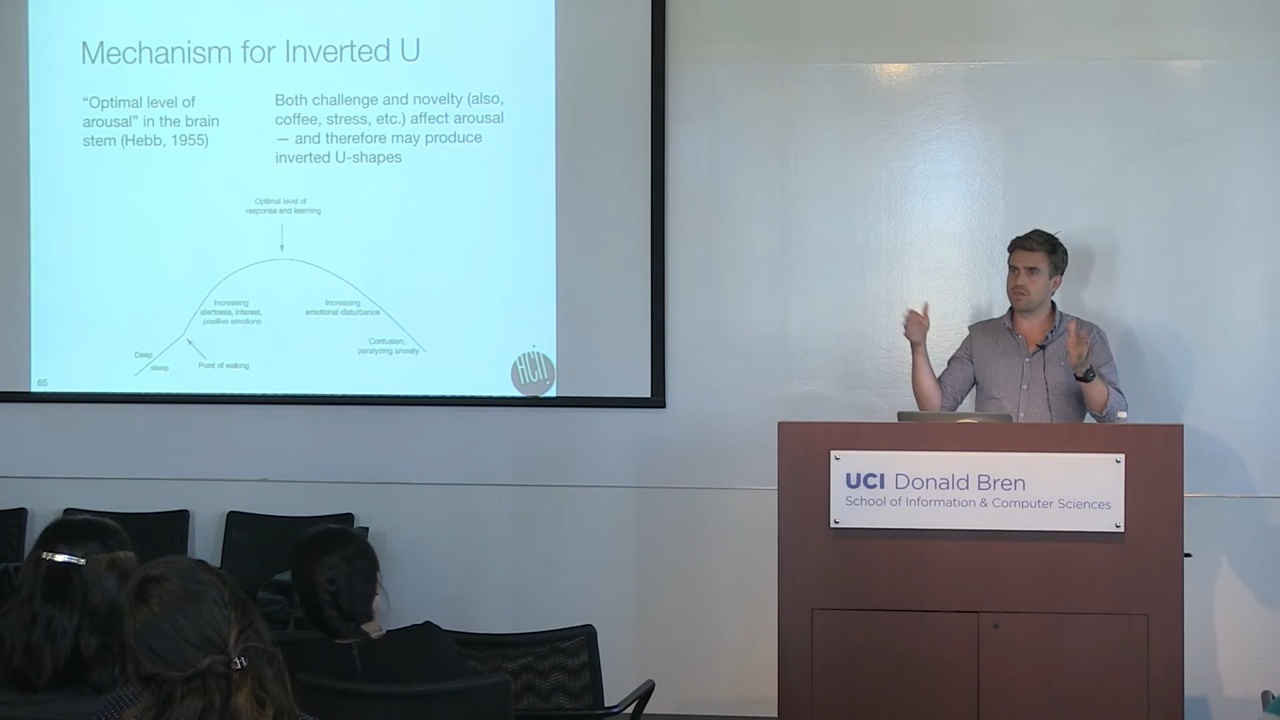 Mechanism for Inverted U
"Optimal level of
arousal" in the brain
stem (Hebb, 1955)
Both challenge and novelty (also,
coffee, stress, etc.) affect arousal
— and therefore may produce
inverted U-shapes
Optimal level of
response and learning
Increasing
alertness, interest,
positive emotions
Increasing
emotional disturbance
Confusion,
paralyzing anxiety
Deep
sleep
Point of waking
65
HCII
UCI Donald Bren
School of Information & Computer Sciences